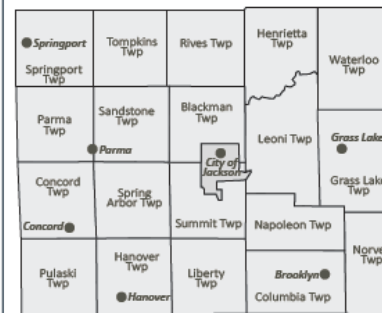 Springport
Springport
Twp
Tompkins
Twp
Rives Twp
Henrietta
Twp
Waterloo
Twp
Parma
Twp
Sandstone
Twp
Parma
Blackman
Twp
City of
Jackson
Leoni Twp
Grass Lake
Grass Lake
Twp
Concord
Twp
Concord
Spring
Arbor Twp
Summit Twp
Napoleon Twp
Pulaski
Twp
Hanover
Twp
Hanover
Liberty
Twp
Brooklyn
Columbia Twp
Twp